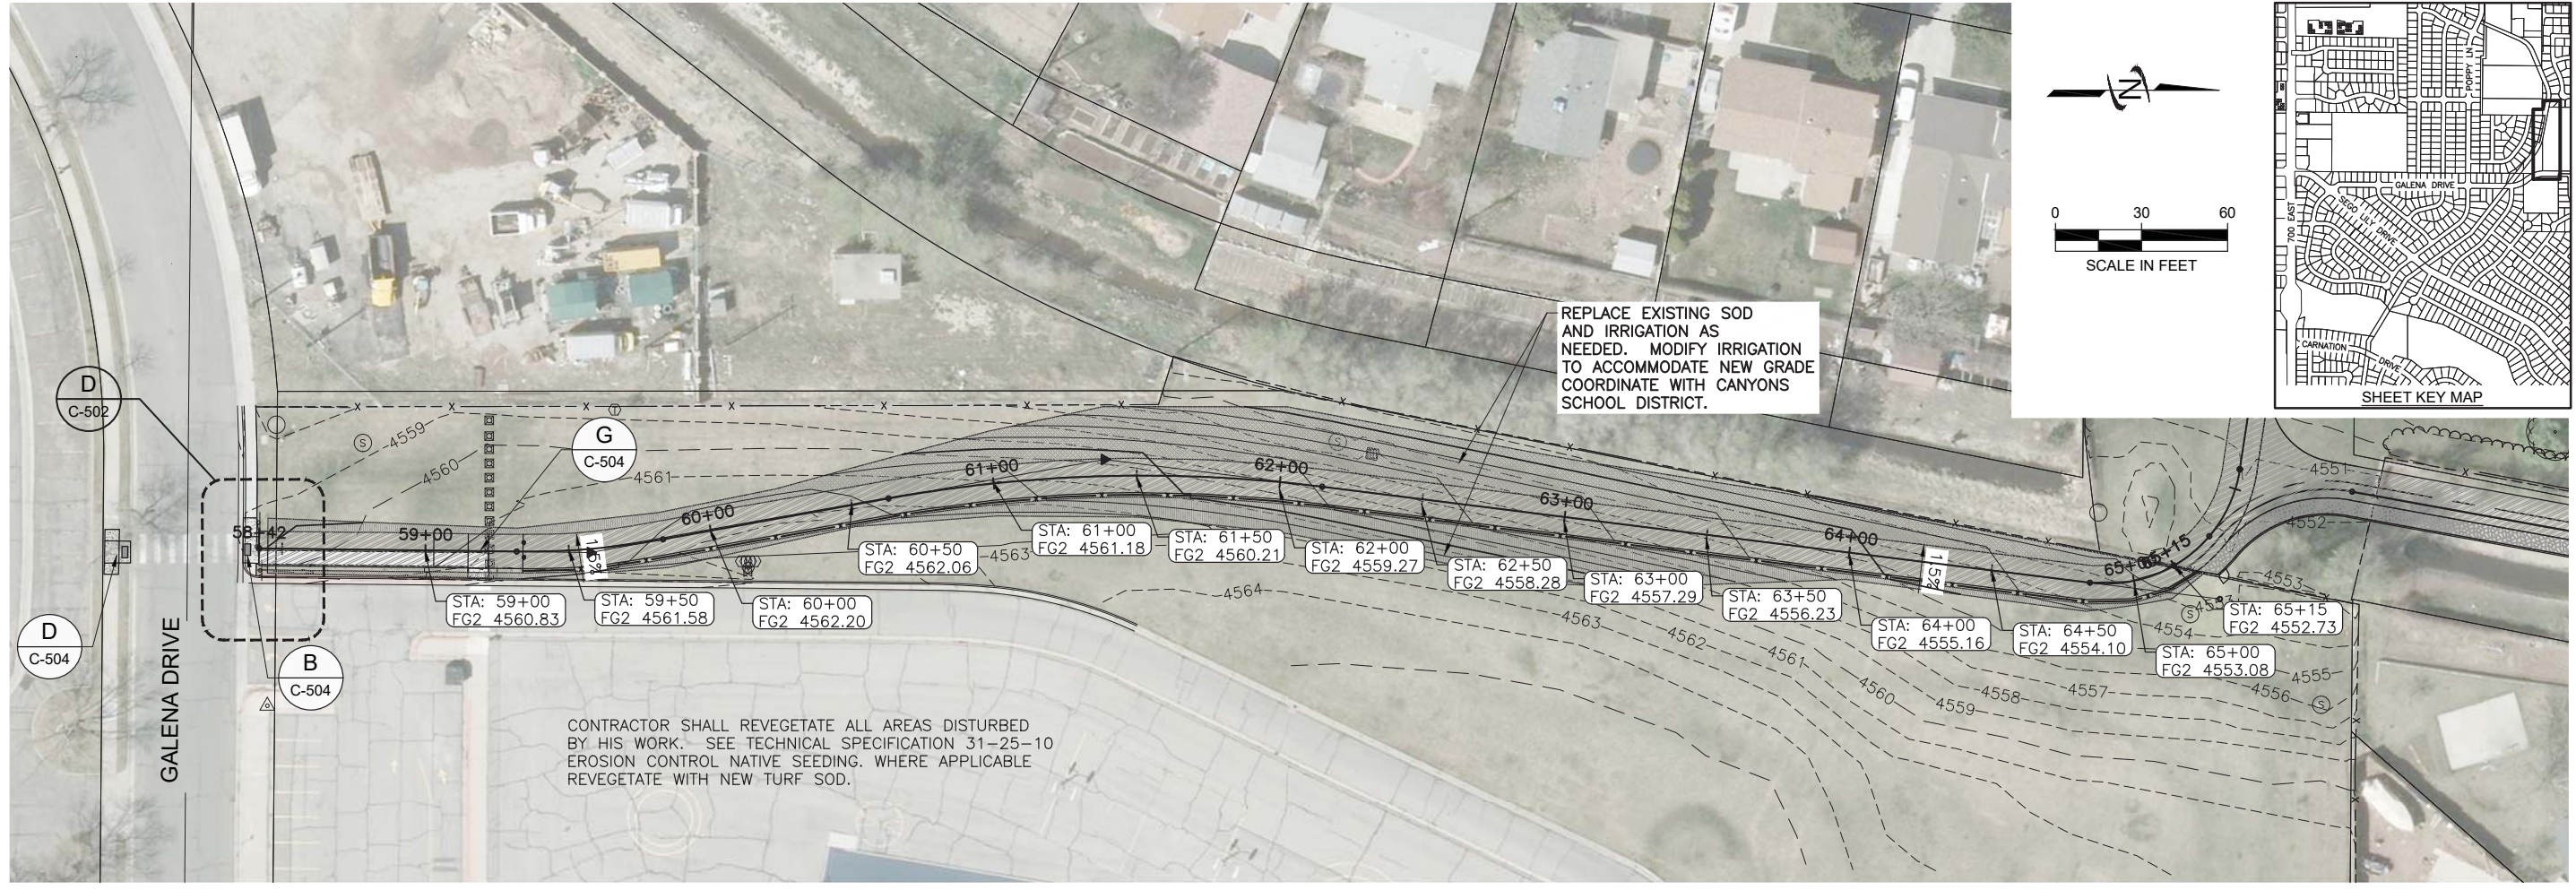 D
C-502
D
C-504
GALENA DRIVE
B
C-504
G
C-504
58+42
59+00
60+00
61+00
62+00
63+00
64+00
65+15
4559
4560
4561
4563
4564
4563
4562
4561
4560
4559
4558
4557
4556
4555
4554
4553
4552
4551
1.5%
1.5%
STA: 59+00
FG2 4560.83
STA: 59+50
FG2 4561.58
STA: 60+00
FG2 4562.20
STA: 60+50
FG2 4562.06
STA: 61+00
FG2 4561.18
STA: 61+50
FG2 4560.21
STA: 62+00
FG2 4559.27
STA: 62+50
FG2 4558.28
STA: 63+00
FG2 4557.29
STA: 63+50
FG2 4556.23
STA: 64+00
FG2 4555.16
STA: 64+50
FG2 4554.10
STA: 65+00
FG2 4553.08
STA: 65+15
FG2 4552.73
REPLACE EXISTING SOD
AND IRRIGATION AS
NEEDED. MODIFY IRRIGATION
TO ACCOMMODATE NEW GRADE
COORDINATE WITH CANYONS
SCHOOL DISTRICT.
CONTRACTOR SHALL REVEGETATE ALL AREAS DISTURBED
BY HIS WORK. SEE TECHNICAL SPECIFICATION 31-25-10
EROSION CONTROL NATIVE SEEDING. WHERE APPLICABLE
REVEGETATE WITH NEW TURF SOD.
N
0 30 60
SCALE IN FEET
POPPY LN
GALENA DRIVE
SEGO LILY DRIVE
700 EAST
CARNATION DRIVE
SHEET KEY MAP